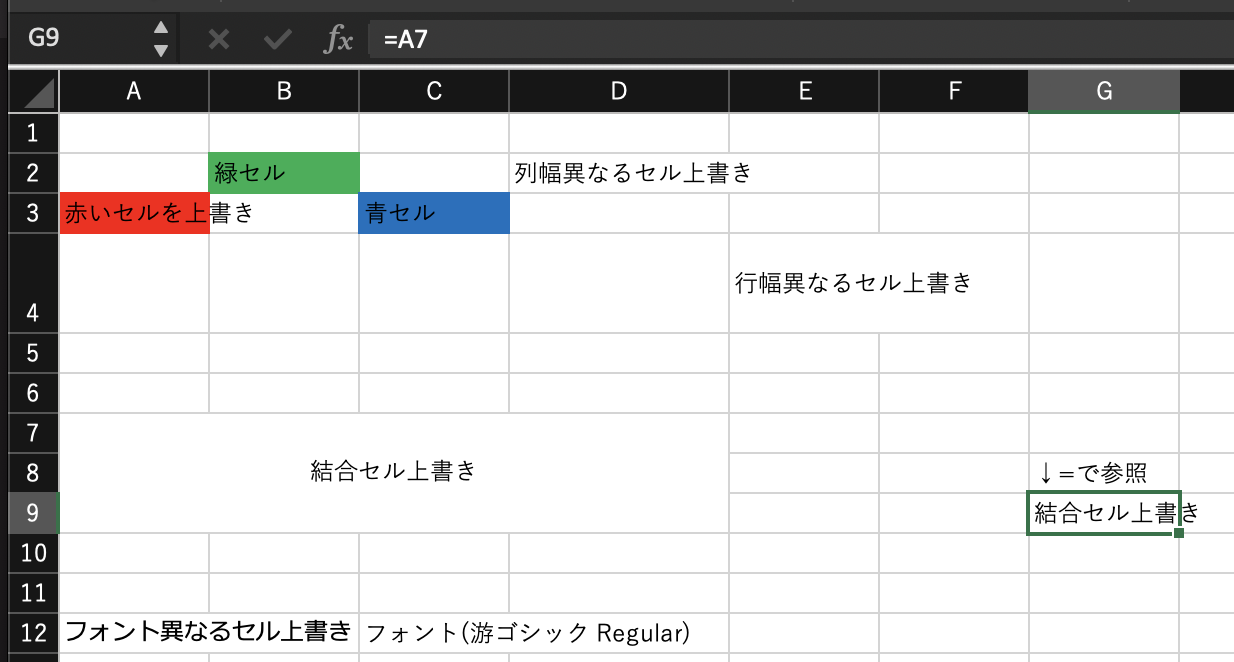 G9 fx =A7
A B C D E F G
1
2 緑セル 列幅異なるセル上書き
3 赤いセルを上書き 青セル
行幅異なるセル上書き
4
5
6
7
結合セル上書き
8 ↓=で参照
9 結合セル上書き
10
11
12 フォント異なるセル上書き フォント(游ゴシック Regular)